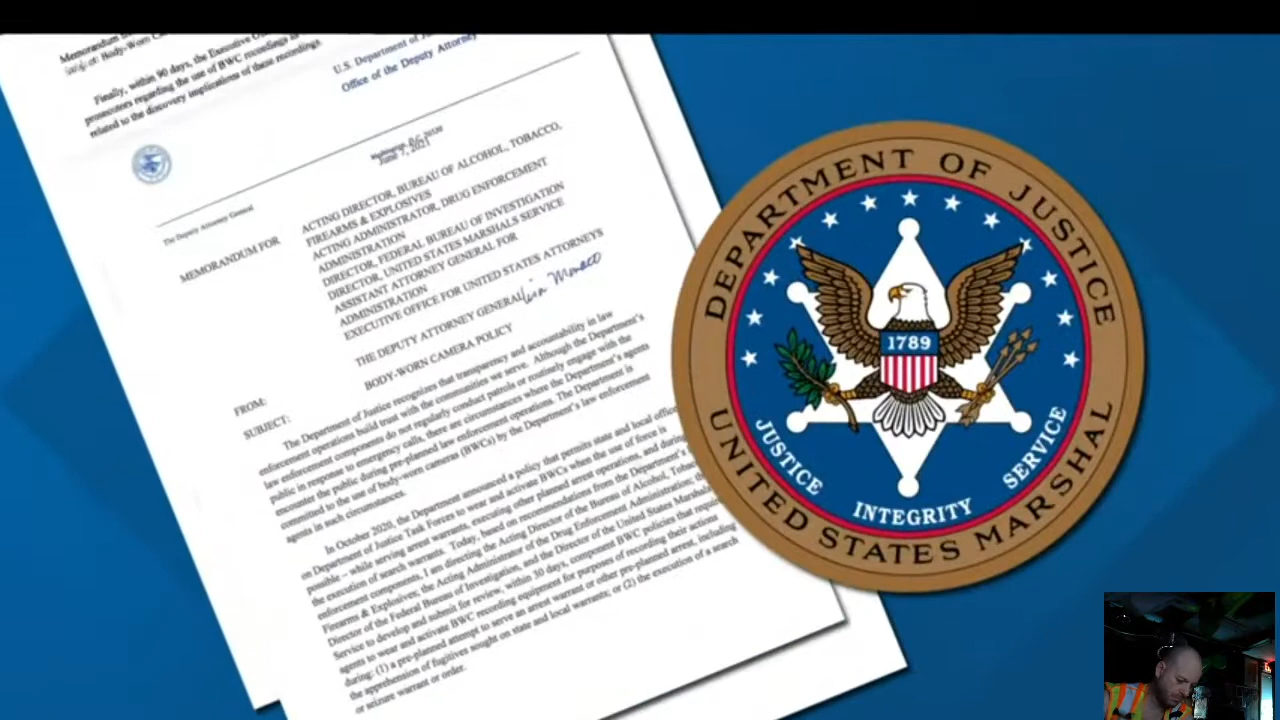 Finally, within 90 days, the Executive
prosecutors regarding the use of BWC recordings
related to the discovery implications of these recordings
U.S. Department of
Office of the Deputy Attorney
Washington, D.C. 20530
June 7, 2021
The Deputy Attorney General
MEMORANDUM FOR
ACTING DIRECTOR, BUREAU OF ALCOHOL, TOBACCO,
FIREARMS & EXPLOSIVES
ACTING ADMINISTRATOR, DRUG ENFORCEMENT
ADMINISTRATION
DIRECTOR, FEDERAL BUREAU OF INVESTIGATION
DIRECTOR, UNITED STATES MARSHALS SERVICE
ASSISTANT ATTORNEY GENERAL FOR
ADMINISTRATION
EXECUTIVE OFFICE FOR UNITED STATES ATTORNEYS
FROM:
THE DEPUTY ATTORNEY GENERAL
SUBJECT:
BODY-WORN CAMERA POLICY
The Department of Justice recognizes that transparency and accountability in law
enforcement operations build trust with the communities we serve. Although the Department's
law enforcement components do not regularly conduct patrols or routinely engage with the
public in response to emergency calls, there are circumstances where the Department's agents
encounter the public during pre-planned law enforcement operations. The Department is
committed to the use of body-worn cameras (BWCs) by the Department's law enforcement
agents in such circumstances.
In October 2020, the Department announced a policy that permits state and local
on Department of Justice Task Forces to wear and activate BWCs when the use of force is
possible – while serving arrest warrants, executing other planned arrest operations, and during
the execution of search warrants. Today, based on recommendations from the Department's
enforcement components, I am directing the Acting Director of the Bureau of Alcohol,
Firearms & Explosives, the Acting Administrator of the Drug Enforcement Administration,
Director of the Federal Bureau of Investigation, and the Director of the United States Marshals
Service to develop and submit for review, within 30 days, component BWC policies that
agents to wear and activate BWC recording equipment for purposes of recording their actions
during: (1) a pre-planned attempt to serve an arrest warrant or other pre-planned arrest, including
the apprehension of fugitives sought on state and local warrants; or (2) the execution of a search
or seizure warrant or order.
DEPARTMENT OF JUSTICE
1789
JUSTICE INTEGRITY SERVICE
UNITED STATES MARSHAL